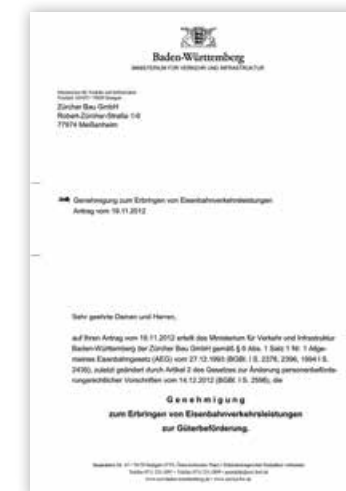 Baden-Württemberg
MINISTERIUM FÜR VERKEHR UND INFRASTRUKTUR
Zürcher Bau GmbH
Robert-Zürcher-Straße
77974 Meißenheim
Genehmigung zum Erbringen von Eisenbahnverkehrsleistungen
Antrag vom 19.11.2012
Sehr geehrte Damen und Herren,
auf Ihren Antrag vom 19.11.2012 erteilt das Ministerium für Verkehr und Infrastruktur
Baden-Württemberg der Zürcher Bau GmbH gemäß § 6 Abs. 1 Satz 1 Nr. 1 Allge-
meines Eisenbahngesetz (AEG) vom 27.12.1993 (BGBl. I S. 2378, 2396, 1994 I S.
2439), zuletzt geändert durch Artikel 2 des Gesetzes zur Änderung personenbeförde-
rungsrechtlicher Vorschriften vom 14.12.2012 (BGBl. I S. 2598), die
Genehmigung
zum Erbringen von Eisenbahnverkehrsleistungen
zur Güterbeförderung.